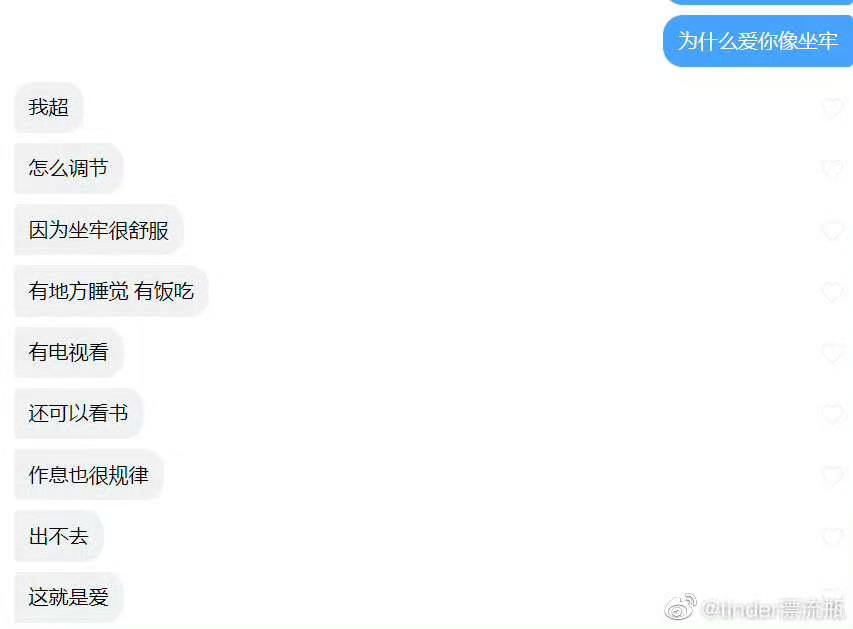 为什么爱你像坐牢
我超
怎么调节
因为坐牢很舒服
有地方睡觉 有饭吃
有电视看
还可以看书
作息也很规律
出不去
这就是爱
@tinder漂流瓶